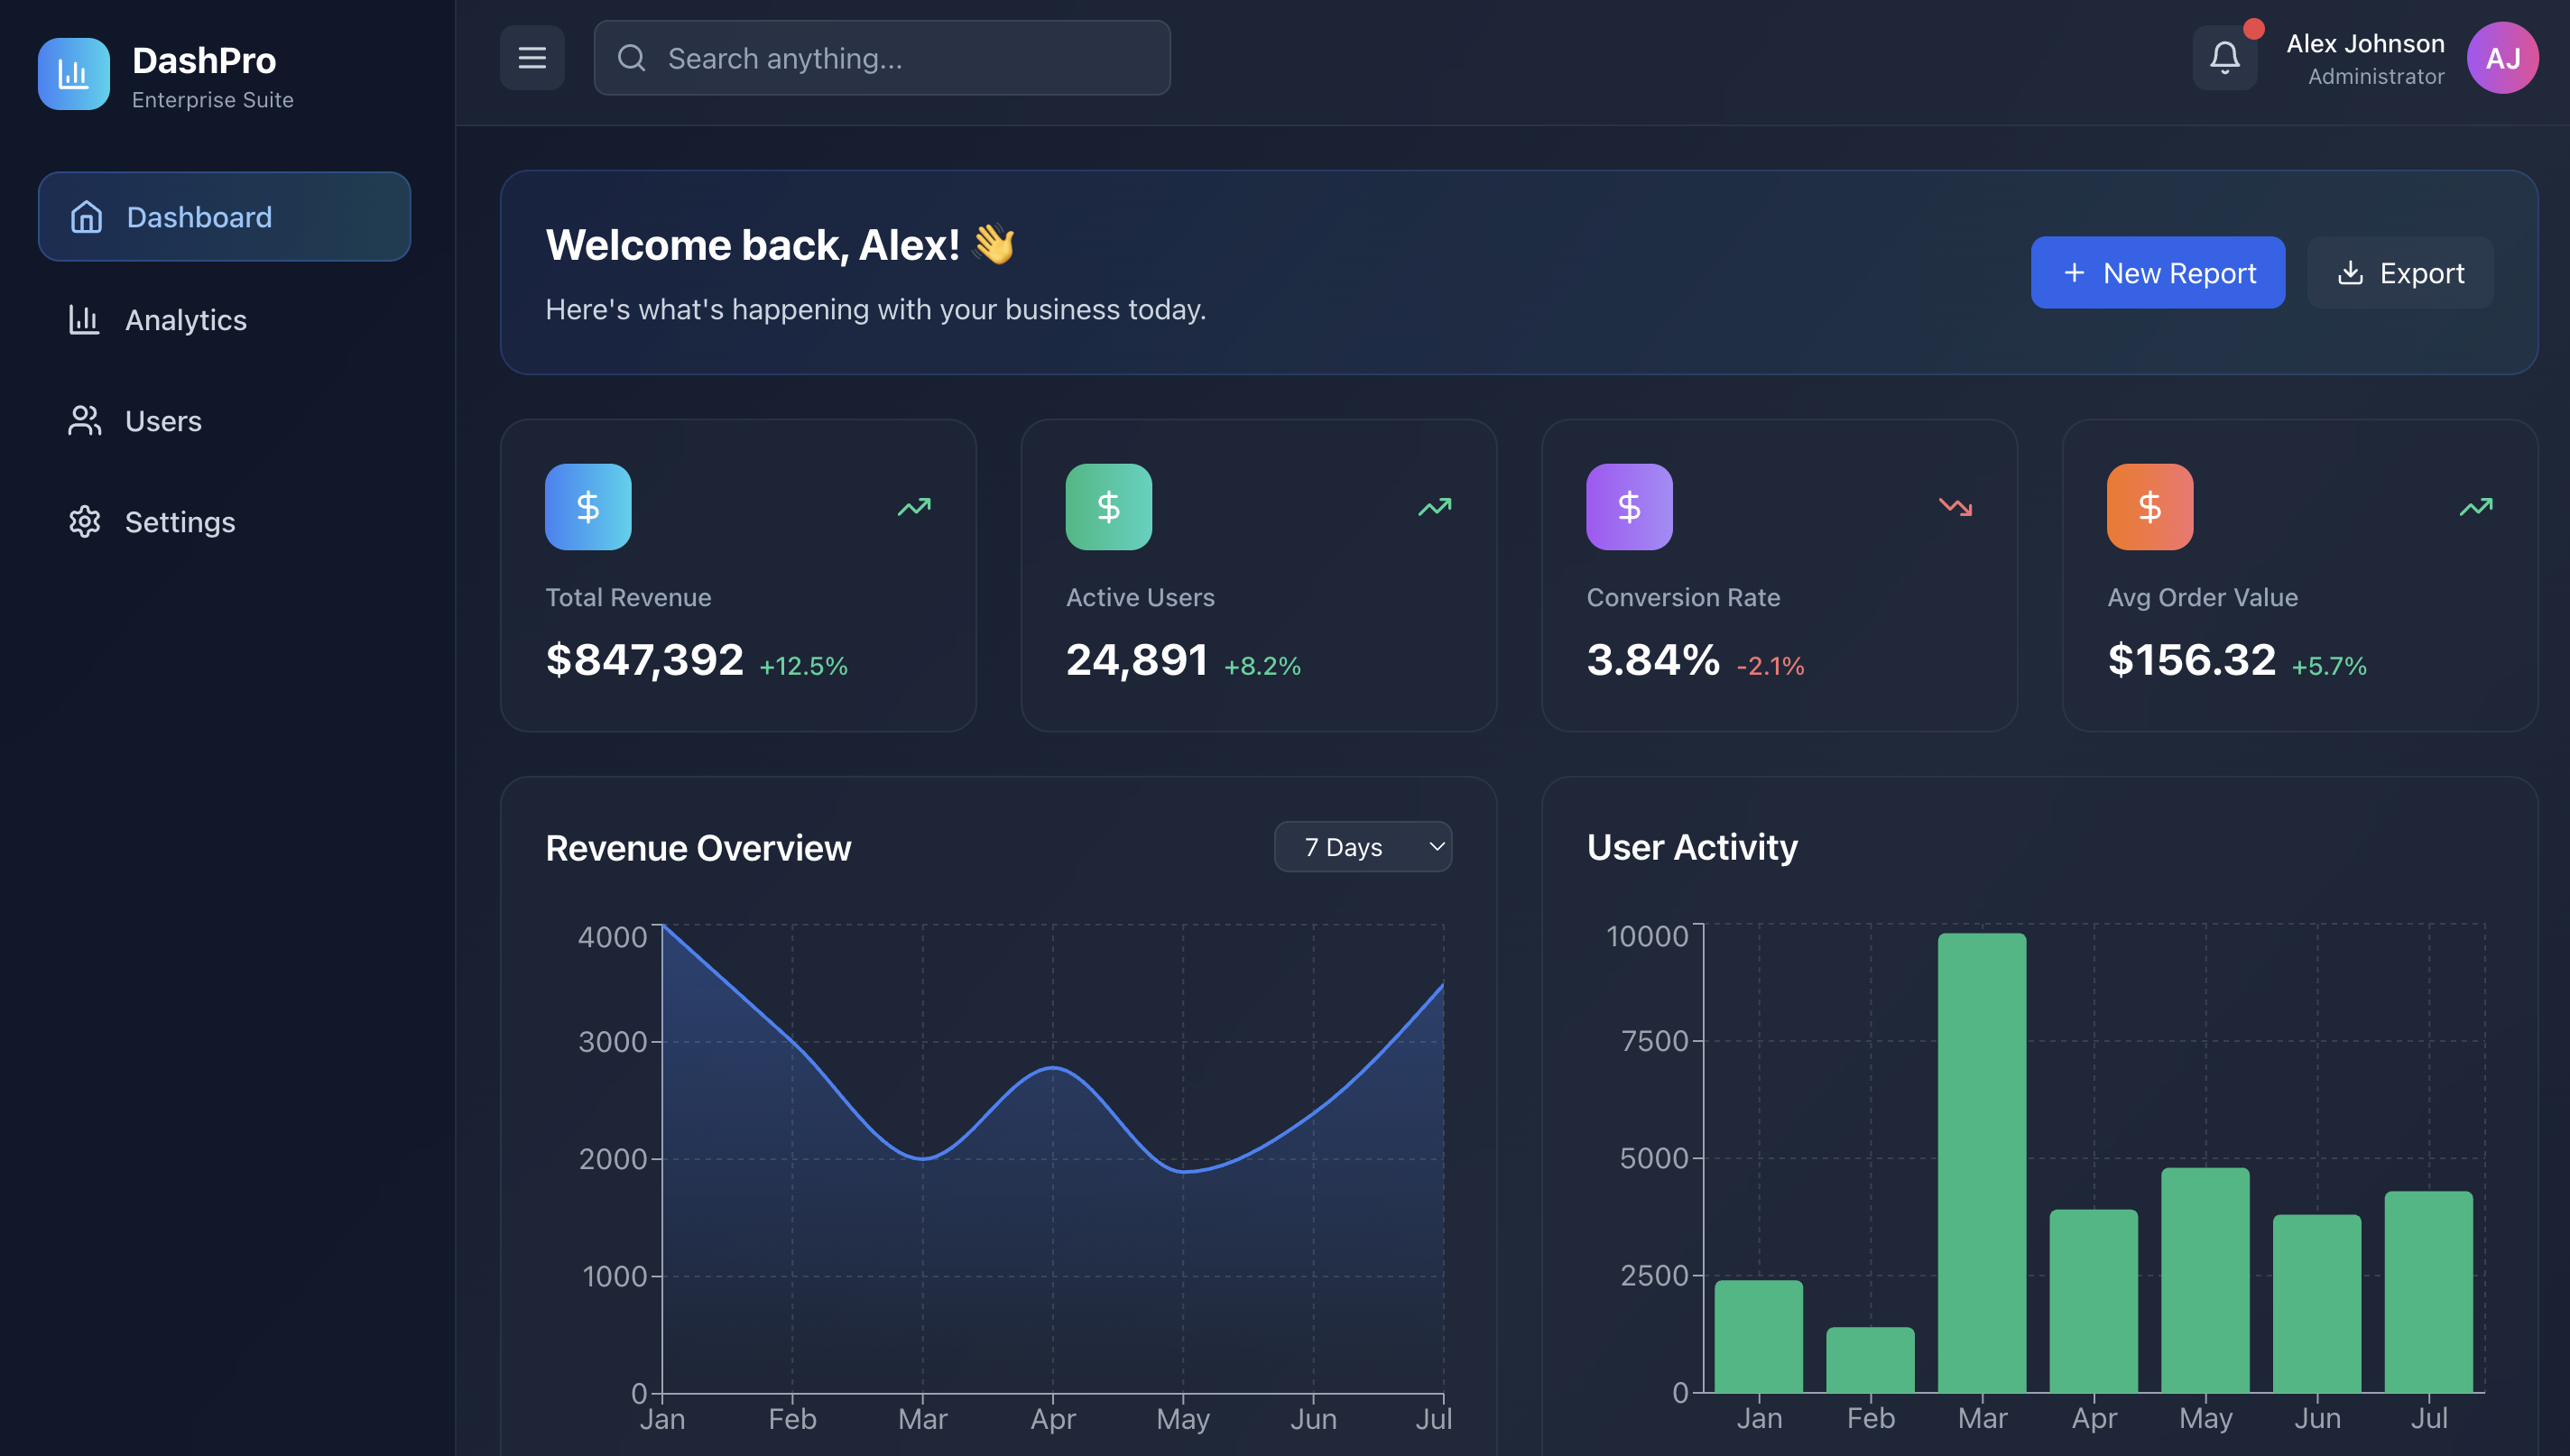 DashPro
Enterprise Suite
Dashboard
Analytics
Users
Settings
Search anything...
Alex Johnson
Administrator
AJ
Welcome back, Alex! 👋
Here's what's happening with your business today.
New Report
Export
Total Revenue
$847,392 +12.5%
Active Users
24,891 +8.2%
Conversion Rate
3.84% -2.1%
Avg Order Value
$156.32 +5.7%
Revenue Overview
7 Days
4000
3000
2000
1000
0
Jan Feb Mar Apr May Jun Jul
User Activity
10000
7500
5000
2500
0
Jan Feb Mar Apr May Jun Jul